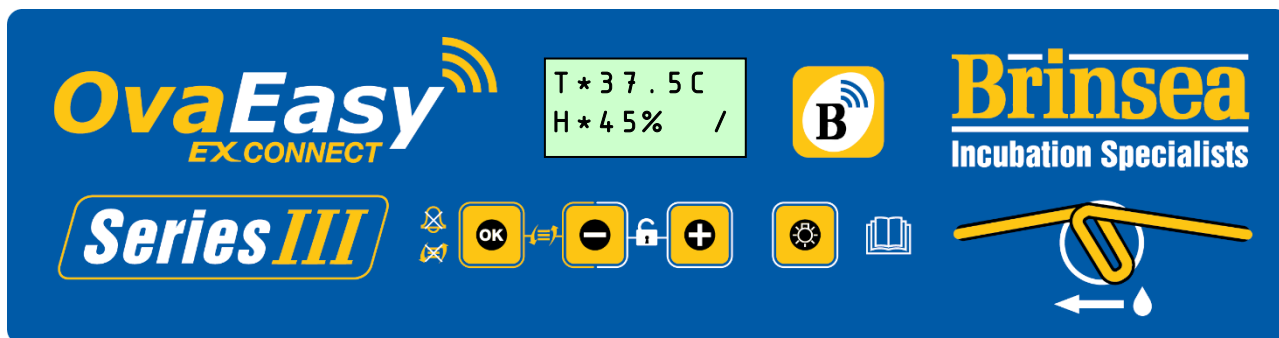 OvaEasy
EX CONNECT
T*37.5C
H*45% /
B
Brinsea
Incubation Specialists
Series III
OK